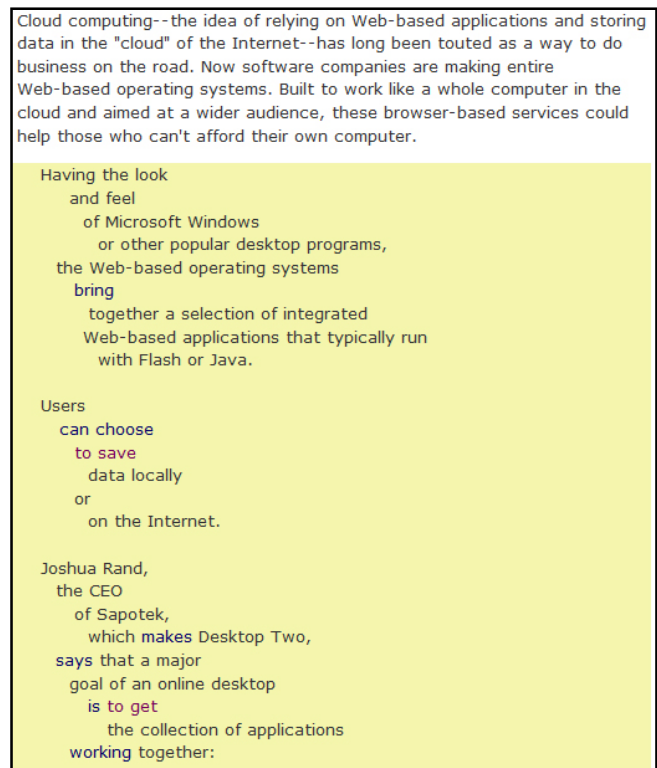 Cloud computing--the idea of relying on Web-based applications and storing
data in the "cloud" of the Internet--has long been touted as a way to do
business on the road. Now software companies are making entire
Web-based operating systems. Built to work like a whole computer in the
cloud and aimed at a wider audience, these browser-based services could
help those who can't afford their own computer.
Having the look
and feel
of Microsoft Windows
or other popular desktop programs,
the Web-based operating systems
bring
together a selection of integrated
Web-based applications that typically run
with Flash or Java.
Users
can choose
to save
data locally
or
on the Internet.
Joshua Rand,
the CEO
of Sapotek,
which makes Desktop Two,
says that a major
goal of an online desktop
is to get
the collection of applications
working together: